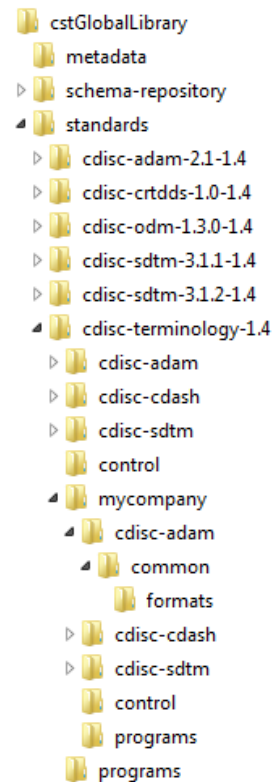 cstGlobalLibrary
metadata
schema-repository
standards
cdisc-adam-2.1-1.4
cdisc-crtdds-1.0-1.4
cdisc-odm-1.3.0-1.4
cdisc-sdtm-3.1.1-1.4
cdisc-sdtm-3.1.2-1.4
cdisc-terminology-1.4
cdisc-adam
cdisc-cdash
cdisc-sdtm
control
mycompany
cdisc-adam
common
formats
cdisc-cdash
cdisc-sdtm
control
programs
programs